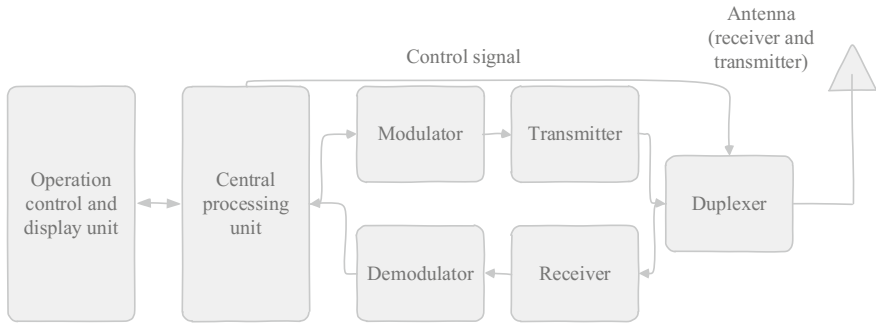 Antenna
(receiver and
transmitter)
Control signal
Operation
control and
display unit
Central
processing
unit
Modulator
Transmitter
Duplexer
Demodulator
Receiver